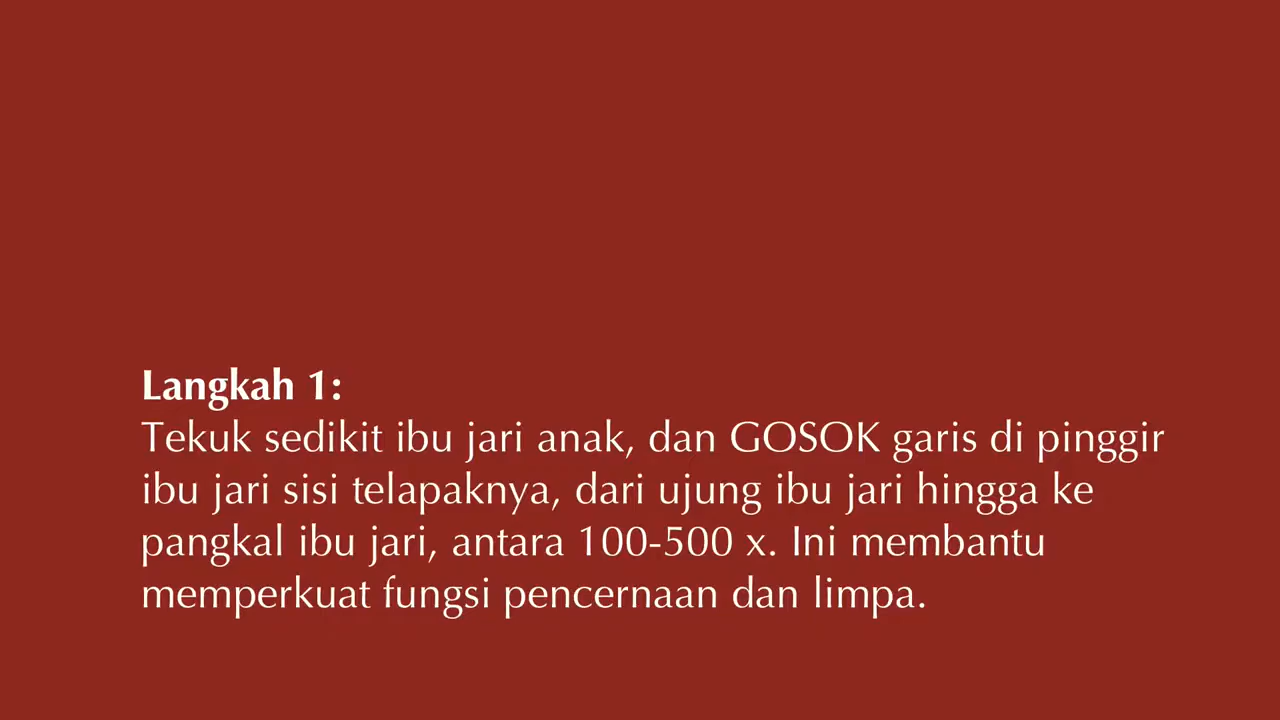 Langkah 1:
Tekuk sedikit ibu jari anak, dan GOSOK garis di pinggir
ibu jari sisi telapaknya, dari ujung ibu jari hingga ke
pangkal ibu jari, antara 100-500 x. Ini membantu
memperkuat fungsi pencernaan dan limpa.